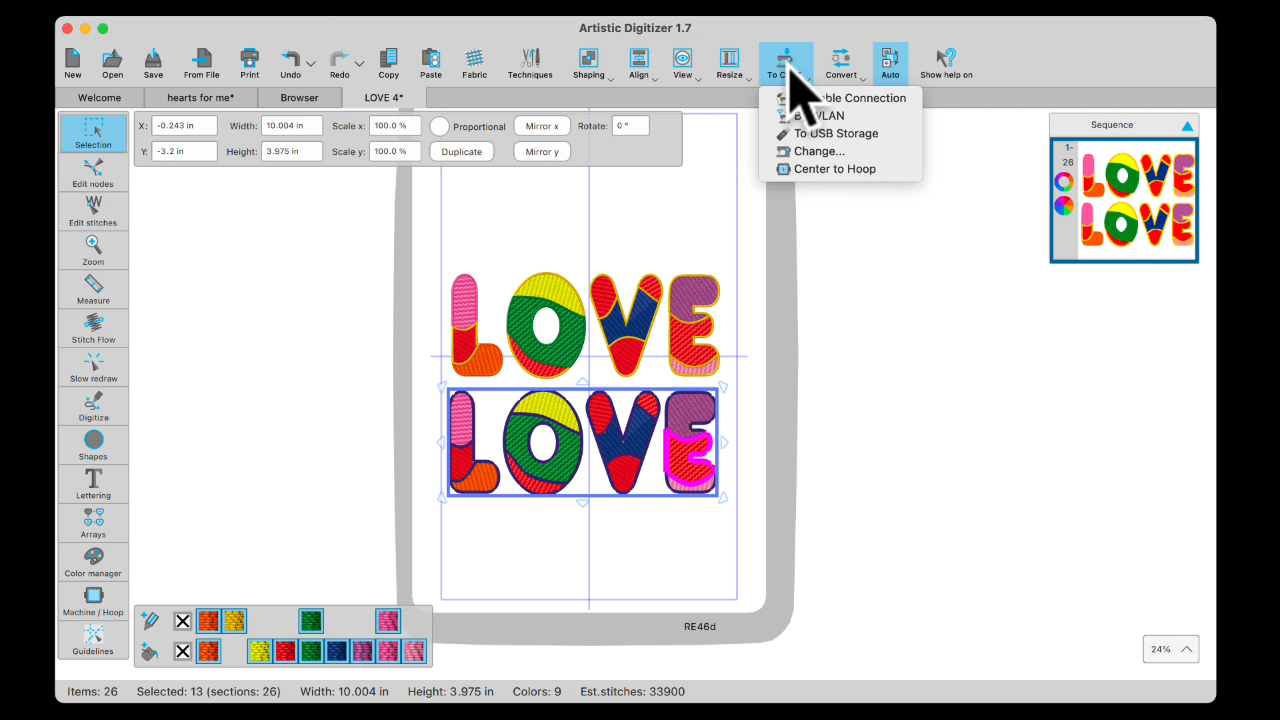 Artistic Digitizer 1.7
New Open Save From File Print Undo Redo Copy Paste Fabric Techniques Shaping Align View Resize To Convert Auto Show help on
Welcome hearts for me* Browser LOVE 4*
X: -0.243 in Width: 10.004 in Scale x: 100.0 % Proportional Mirror x Rotate: 0 °
Y: -3.2 in Height: 3.975 in Scale y: 100.0 % Duplicate Mirror y
Connection
To USB Storage
Change...
Center to Hoop
Sequence
1-
26
LOVE
LOVE
Selection
Edit nodes
Edit stitches
Zoom
Measure
Stitch Flow
Slow redraw
Digitize
Shapes
Lettering
Arrays
Color manager
Machine / Hoop
Guidelines
LOVE
LOVE
RE46d
24%
Items: 26 Selected: 13 (sections: 26) Width: 10.004 in Height: 3.975 in Colors: 9 Est.stitches: 33900